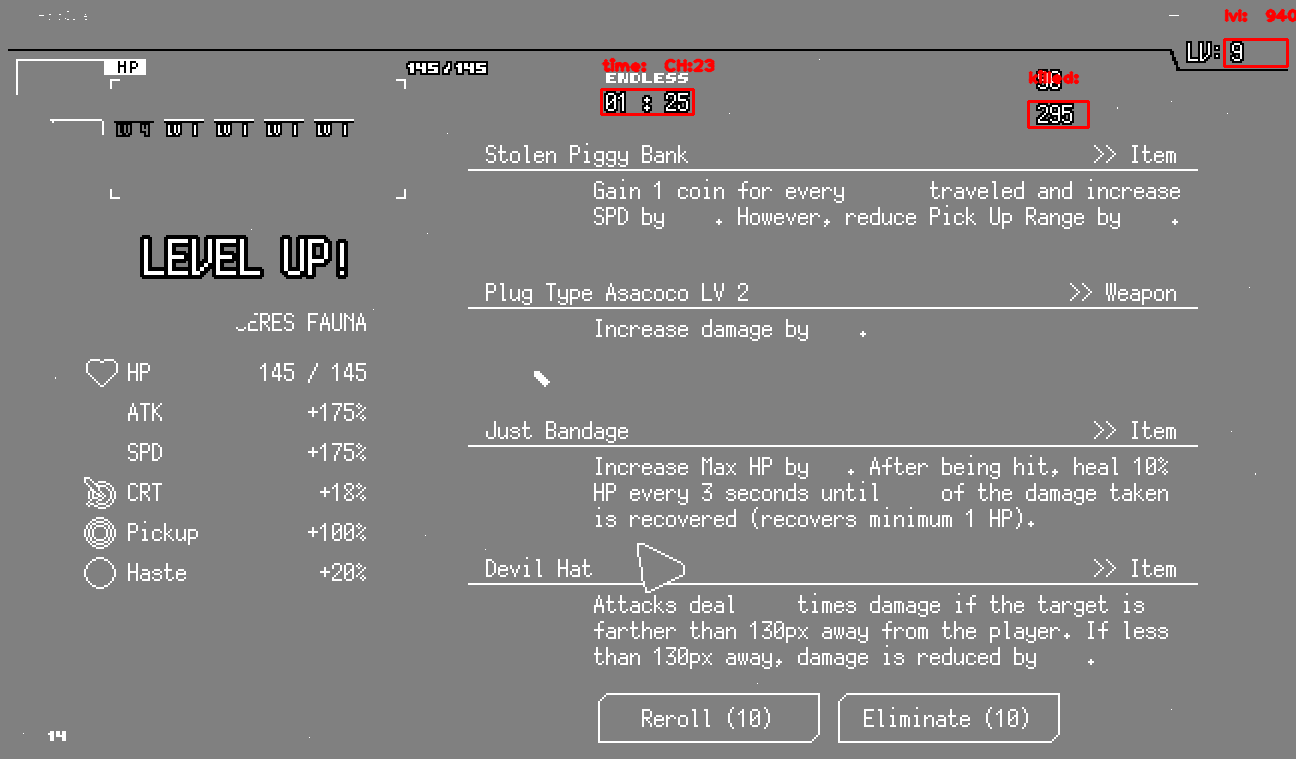 lvl: 940
LV: 9
HP
145/145
time: CH:23
ENDLESS
01 : 25
killed:
295
LV 4 LV 1 LV 1 LV 1 LV 1
Stolen Piggy Bank >> Item
Gain 1 coin for every traveled and increase
SPD by . However, reduce Pick Up Range by .
LEVEL UP!
Plug Type Asacoco LV 2 >> Weapon
Increase damage by .
CERES FAUNA
HP 145 / 145
ATK +175%
SPD +175%
CRT +18%
Pickup +100%
Haste +20%
Just Bandage >> Item
Increase Max HP by . After being hit, heal 10%
HP every 3 seconds until of the damage taken
is recovered (recovers minimum 1 HP).
Devil Hat >> Item
Attacks deal times damage if the target is
farther than 130px away from the player. If less
than 130px away, damage is reduced by .
Reroll (10)
Eliminate (10)
14